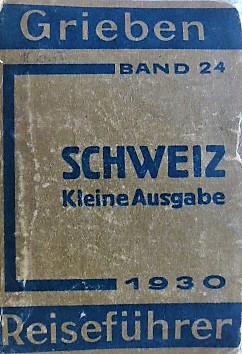 Grieben
BAND 24
SCHWEIZ
Kleine Ausgabe
1930
Reiseführer